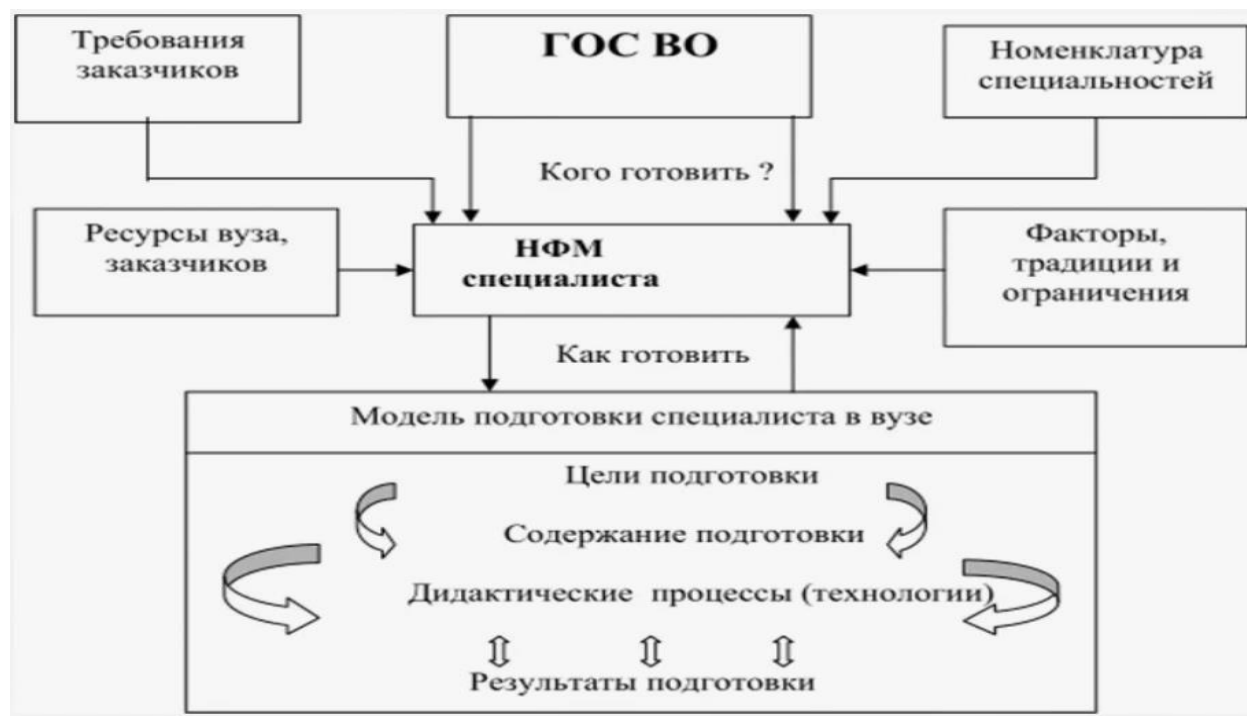 Требования
заказчиков
ГОС ВО
Номенклатура
специальностей
Кого готовить ?
Ресурсы вуза,
заказчиков
НФМ
специалиста
Факторы,
традиции и
ограничения
Как готовить
Модель подготовки специалиста в вузе
Цели подготовки
Содержание подготовки
Дидактические процессы (технологии)
Результаты подготовки